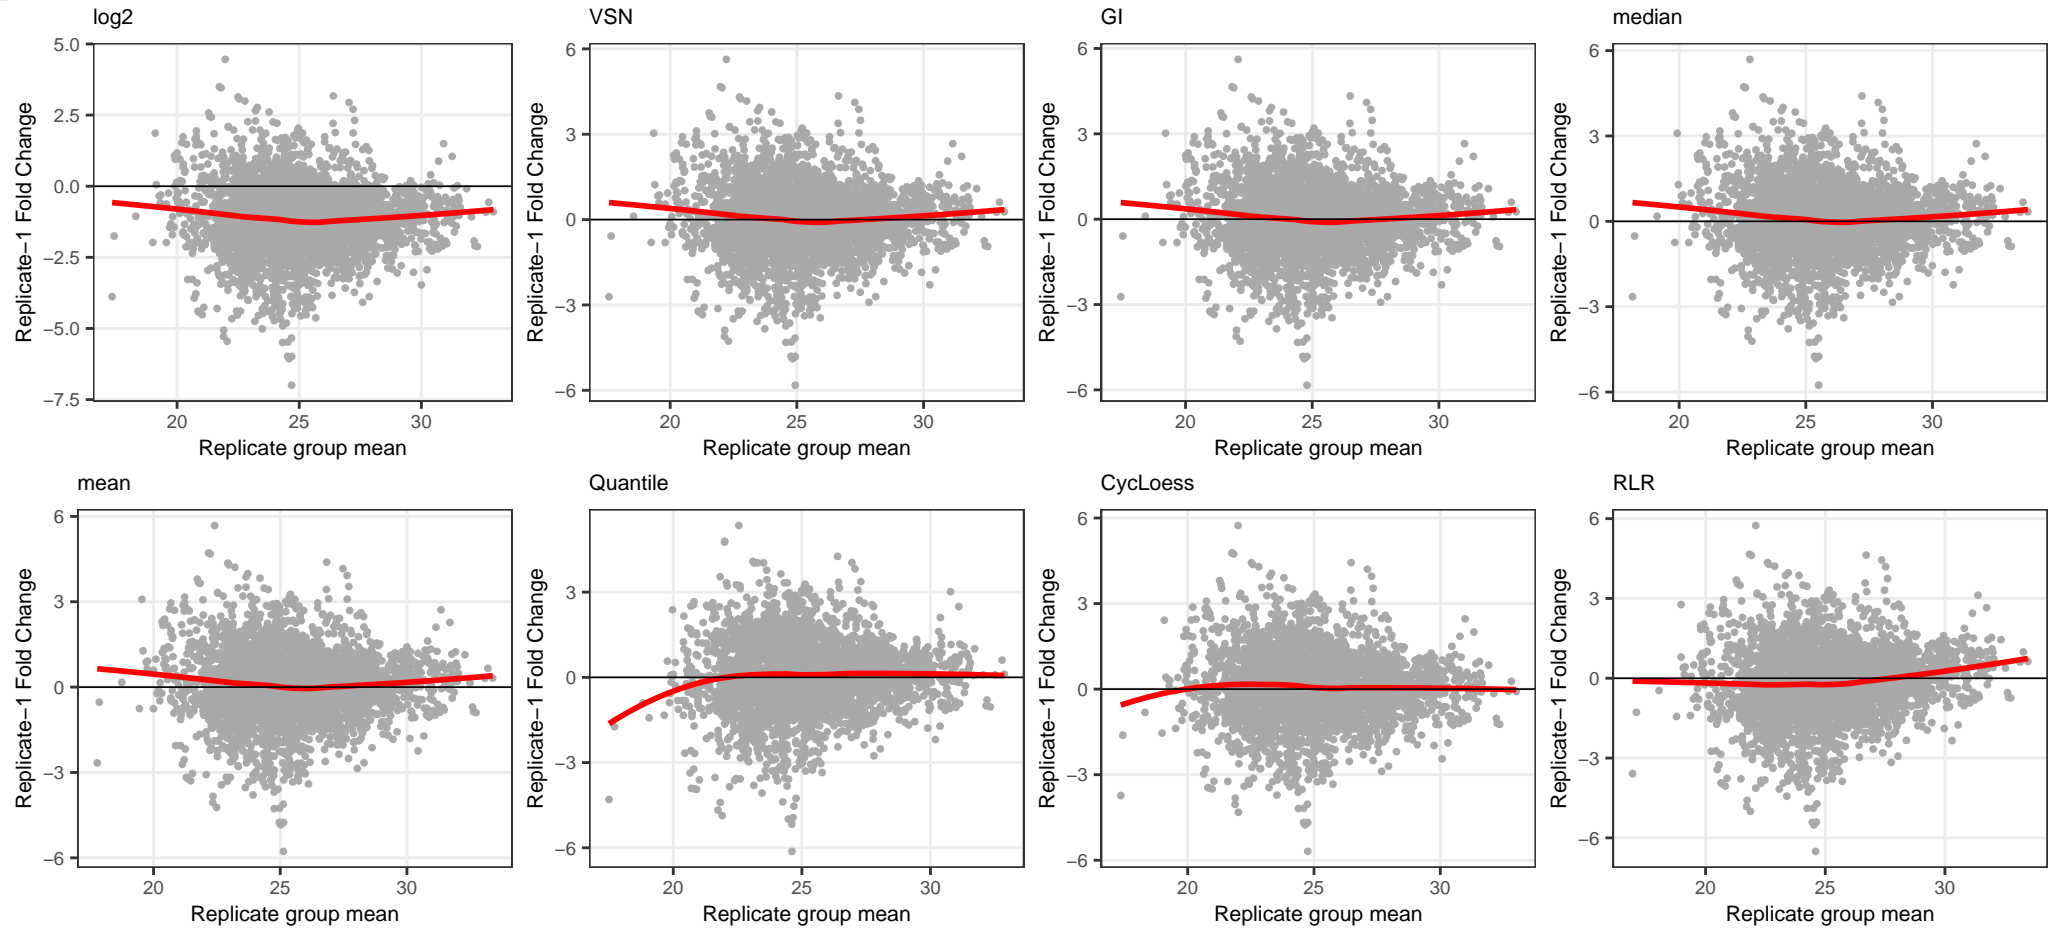 log2
VSN
GI
median
5.0
2.5
0.0
−2.5
−5.0
−7.5
Replicate−1 Fold Change
20 25 30
Replicate group mean
6
3
0
−3
−6
Replicate−1 Fold Change
20 25 30
Replicate group mean
6
3
0
−3
−6
Replicate−1 Fold Change
20 25 30
Replicate group mean
6
3
0
−3
−6
Replicate−1 Fold Change
20 25 30
Replicate group mean
mean
Quantile
CycLoess
RLR
6
3
0
−3
−6
Replicate−1 Fold Change
20 25 30
Replicate group mean
3
0
−3
−6
Replicate−1 Fold Change
20 25 30
Replicate group mean
6
3
0
−3
−6
Replicate−1 Fold Change
20 25 30
Replicate group mean
6
3
0
−3
−6
Replicate−1 Fold Change
20 25 30
Replicate group mean